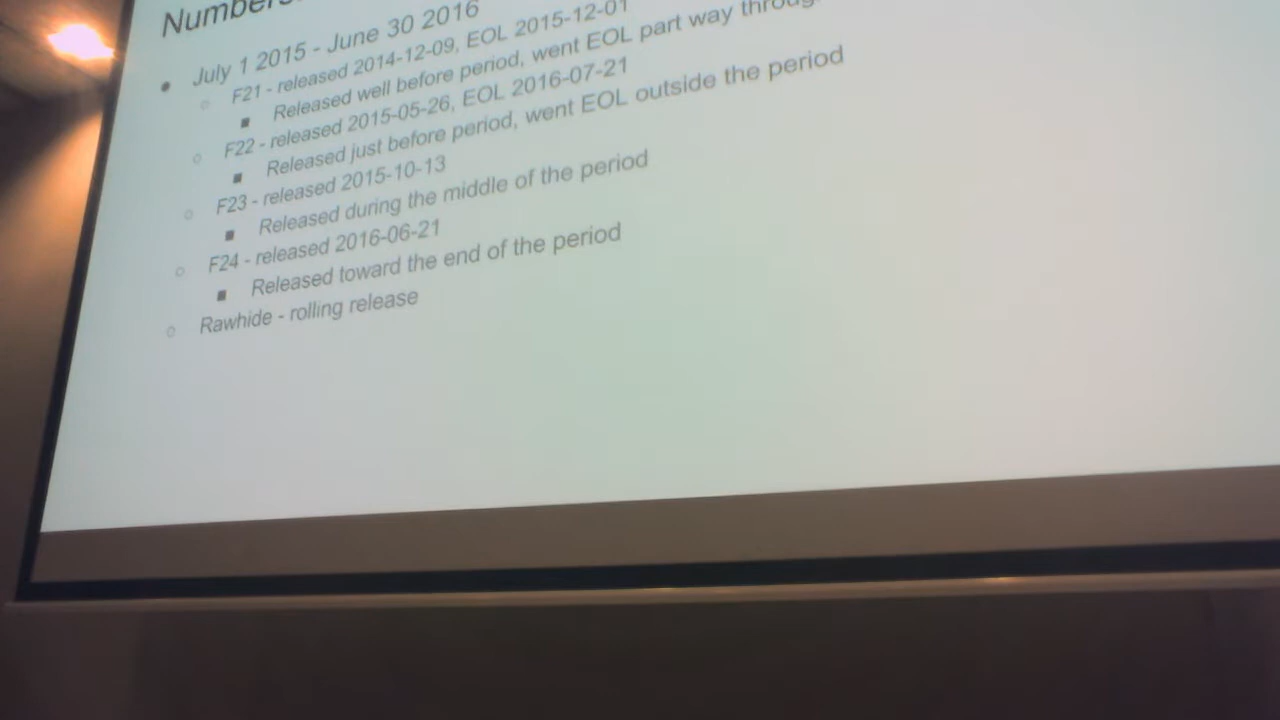 Numbers
July 1 2015 - June 30 2016
F21 - released 2014-12-09, EOL 2015-12-01
Released well before period, went EOL part way through
F22 - released 2015-05-26, EOL 2016-07-21
Released just before period, went EOL outside the period
F23 - released 2015-10-13
Released during the middle of the period
F24 - released 2016-06-21
Released toward the end of the period
Rawhide - rolling release